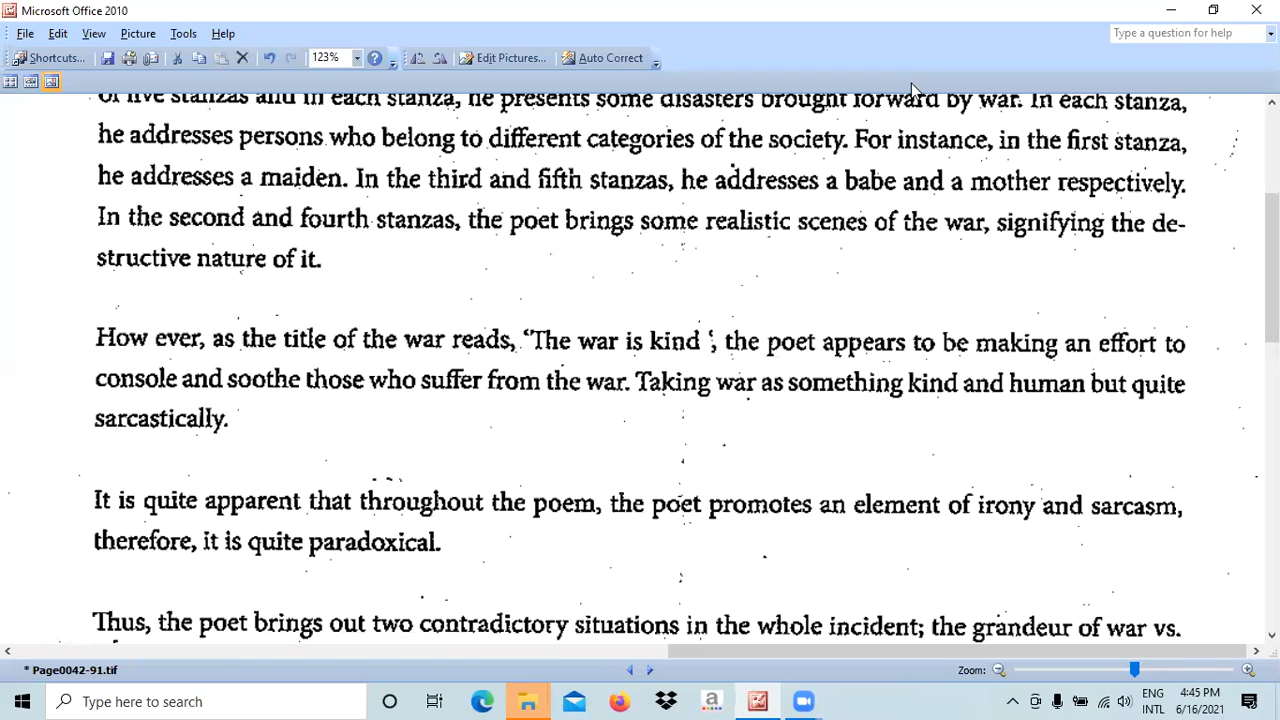 Microsoft Office 2010
File Edit View Picture Tools Help
Type a question for help
Shortcuts... 123% Edit Pictures... Auto Correct
of five stanzas and in each stanza, he presents some disasters brought forward by war. In each stanza,
he addresses persons who belong to different categories of the society. For instance, in the first stanza,
he addresses a maiden. In the third and fifth stanzas, he addresses a babe and a mother respectively.
In the second and fourth stanzas, the poet brings some realistic scenes of the war, signifying the de-
structive nature of it.
How ever, as the title of the war reads, ‘The war is kind ‘, the poet appears to be making an effort to
console and soothe those who suffer from the war. Taking war as something kind and human but quite
sarcastically.
It is quite apparent that throughout the poem, the poet promotes an element of irony and sarcasm,
therefore, it is quite paradoxical.
Thus, the poet brings out two contradictory situations in the whole incident; the grandeur of war vs.
* Page0042-91.tif
Zoom:
Type here to search
a
ENG
INTL
4:45 PM
6/16/2021